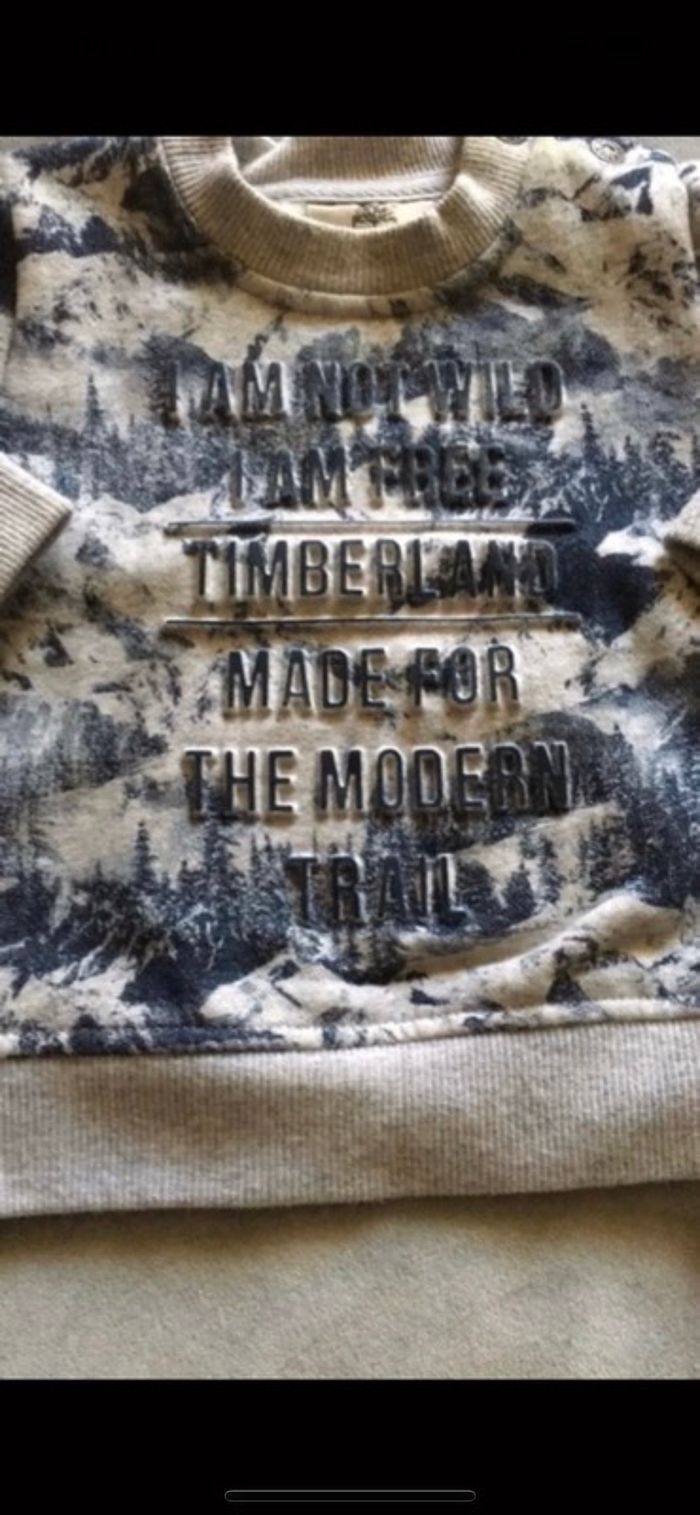 I AM NOT WILD
I AM FREE
TIMBERLAND
MADE FOR
THE MODERN
TRAIL